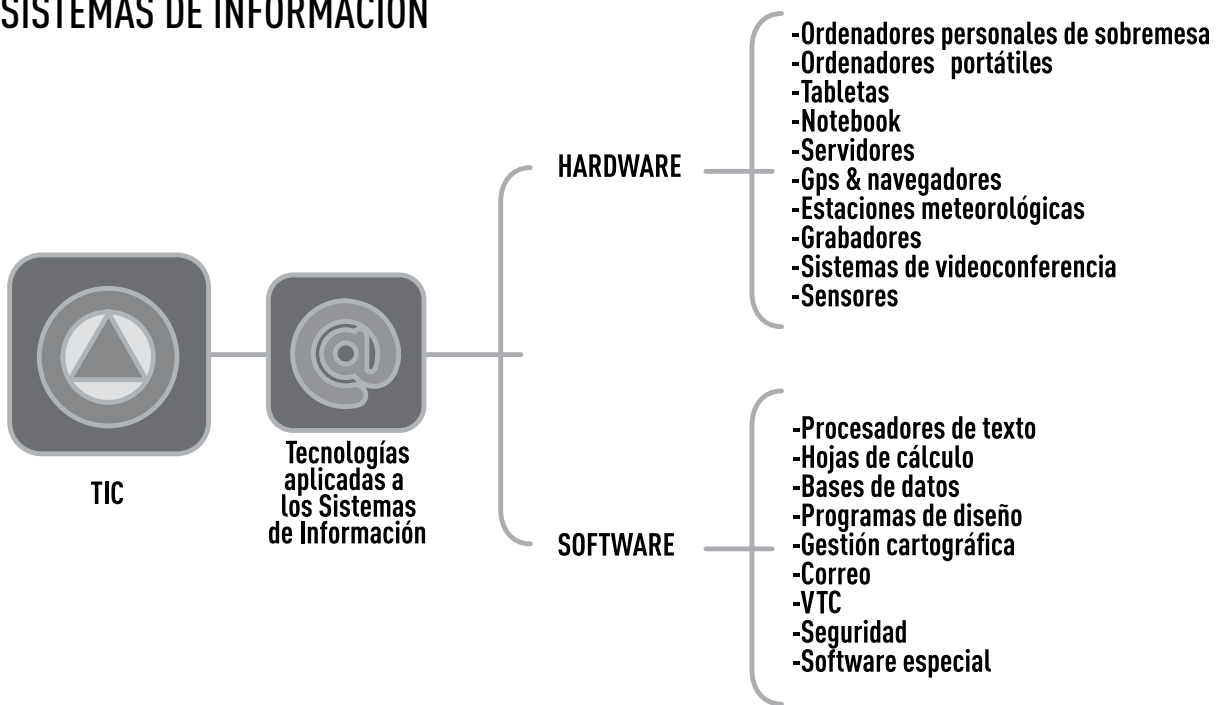 SISTEMAS DE INFORMACIÓN
TIC
Tecnologías
aplicadas a
los Sistemas
de Información
HARDWARE
-Ordenadores personales de sobremesa
-Ordenadores portátiles
-Tabletas
-Notebook
-Servidores
-Gps & navegadores
-Estaciones meteorológicas
-Grabadores
-Sistemas de videoconferencia
-Sensores
SOFTWARE
-Procesadores de texto
-Hojas de cálculo
-Bases de datos
-Programas de diseño
-Gestión cartográfica
-Correo
-VTC
-Seguridad
-Software especial